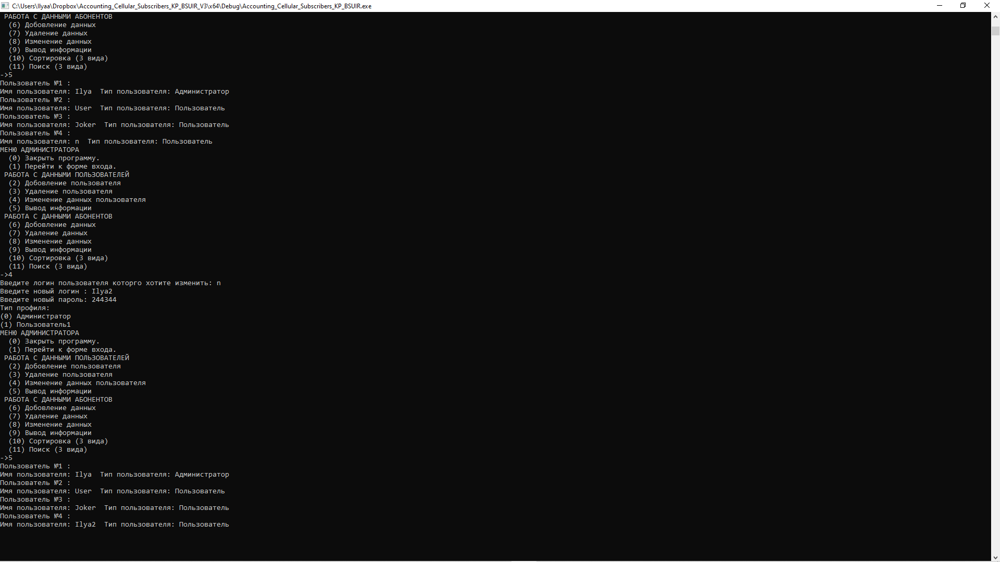 C:\Users\Ilyaa\Dropbox\Accounting_Cellular_Subscribers_KP_BSUIR_V3\x64\Debug\Accounting_Cellular_Subscribers_KP_BSUIR.exe
РАБОТА С ДАННЫМИ АБОНЕНТОВ
(6) Добовление данных
(7) Удаление данных
(8) Изменение данных
(9) Вывод информации
(10) Сортировка (3 вида)
(11) Поиск (3 вида)
->5
Пользователь №1 :
Имя пользователя: Ilya  Тип пользователя: Администратор
Пользователь №2 :
Имя пользователя: User  Тип пользователя: Пользователь
Пользователь №3 :
Имя пользователя: Joker  Тип пользователя: Пользователь
Пользователь №4 :
Имя пользователя: n  Тип пользователя: Пользователь
МЕНЮ АДМИНИСТРАТОРА
(0) Закрыть программу.
(1) Перейти к форме входа.
РАБОТА С ДАННЫМИ ПОЛЬЗОВАТЕЛЕЙ
(2) Добовление пользователя
(3) Удаление пользователя
(4) Изменение данных пользователя
(5) Вывод информации
РАБОТА С ДАННЫМИ АБОНЕНТОВ
(6) Добовление данных
(7) Удаление данных
(8) Изменение данных
(9) Вывод информации
(10) Сортировка (3 вида)
(11) Поиск (3 вида)
->4
Введите логин пользователя которго хотите изменить: n
Введите новый логин : Ilya2
Введите новый пароль: 244344
Тип профиля:
(0) Администратор
(1) Пользователь1
МЕНЮ АДМИНИСТРАТОРА
(0) Закрыть программу.
(1) Перейти к форме входа.
РАБОТА С ДАННЫМИ ПОЛЬЗОВАТЕЛЕЙ
(2) Добовление пользователя
(3) Удаление пользователя
(4) Изменение данных пользователя
(5) Вывод информации
РАБОТА С ДАННЫМИ АБОНЕНТОВ
(6) Добовление данных
(7) Удаление данных
(8) Изменение данных
(9) Вывод информации
(10) Сортировка (3 вида)
(11) Поиск (3 вида)
->5
Пользователь №1 :
Имя пользователя: Ilya  Тип пользователя: Администратор
Пользователь №2 :
Имя пользователя: User  Тип пользователя: Пользователь
Пользователь №3 :
Имя пользователя: Joker  Тип пользователя: Пользователь
Пользователь №4 :
Имя пользователя: Ilya2  Тип пользователя: Пользователь